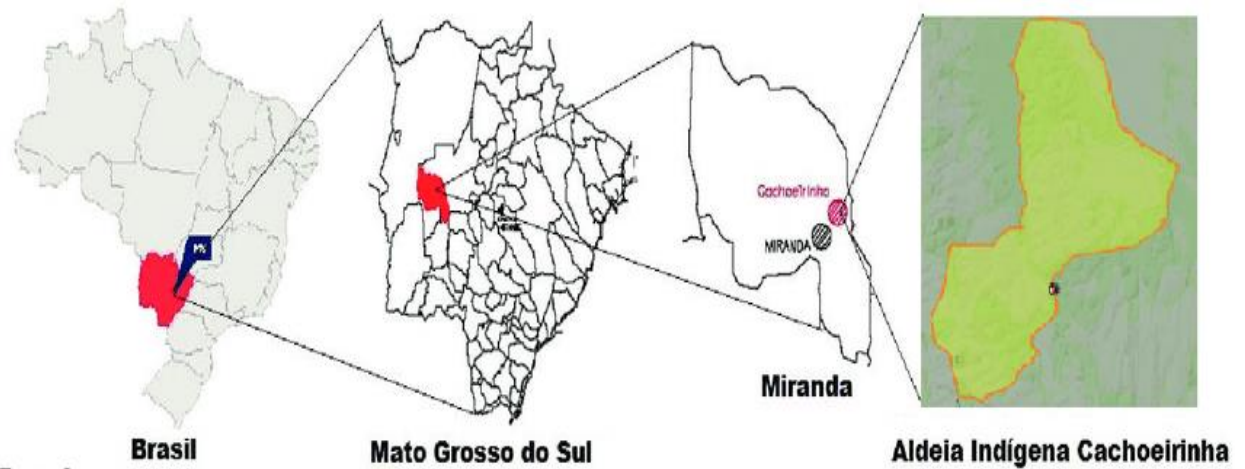 MS
Cachoeirinha
MIRANDA
Miranda
Brasil
Mato Grosso do Sul
Aldeia Indígena Cachoeirinha